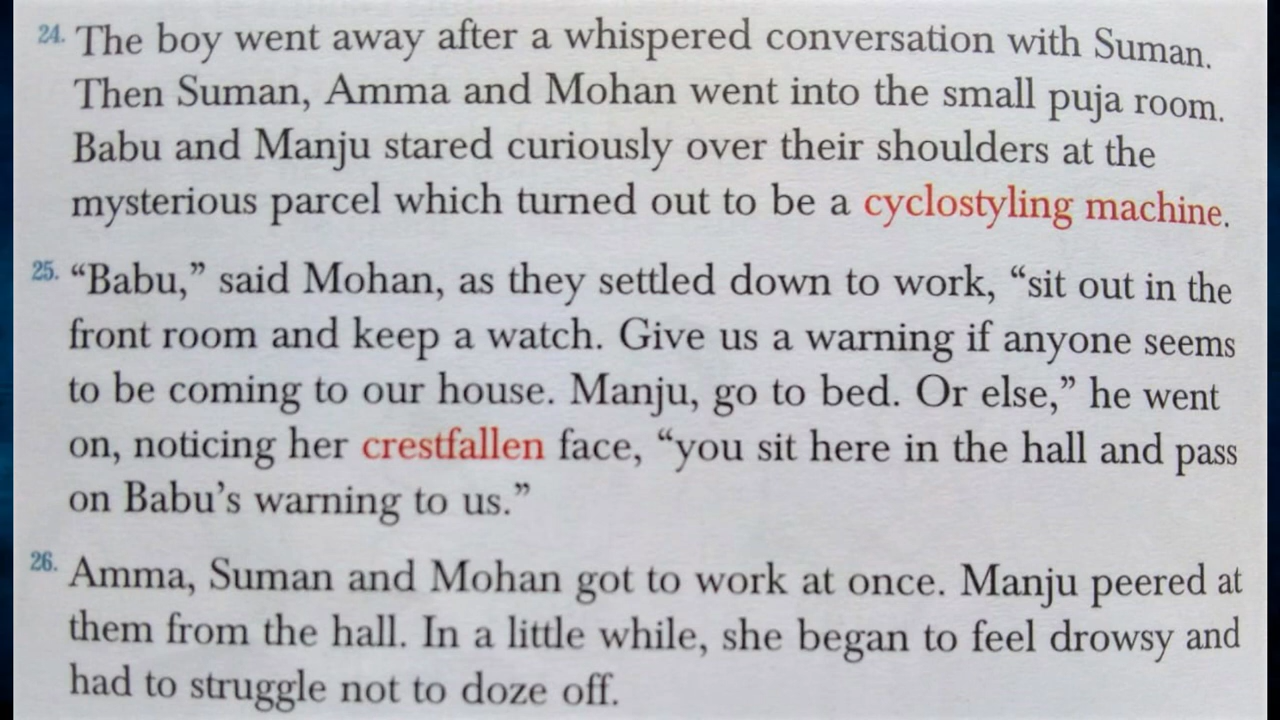 24. The boy went away after a whispered conversation with Suman.
Then Suman, Amma and Mohan went into the small puja room.
Babu and Manju stared curiously over their shoulders at the
mysterious parcel which turned out to be a cyclostyling machine.
25. “Babu,” said Mohan, as they settled down to work, “sit out in the
front room and keep a watch. Give us a warning if anyone seems
to be coming to our house. Manju, go to bed. Or else,” he went
on, noticing her crestfallen face, “you sit here in the hall and pass
on Babu’s warning to us.”
26. Amma, Suman and Mohan got to work at once. Manju peered at
them from the hall. In a little while, she began to feel drowsy and
had to struggle not to doze off.